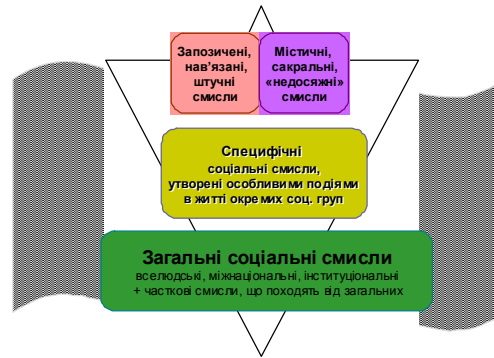 Запозичені,
нав’язані,
штучні
смисли
Містичні,
сакральні,
«недосяжні»
смисли
Специфічні
соціальні смисли,
утворені особливими подіями
в житті окремих соц. груп
Загальні соціальні смисли
вселюдські, міжнаціональні, інституціональні
+ часткові смисли, що походять від загальних